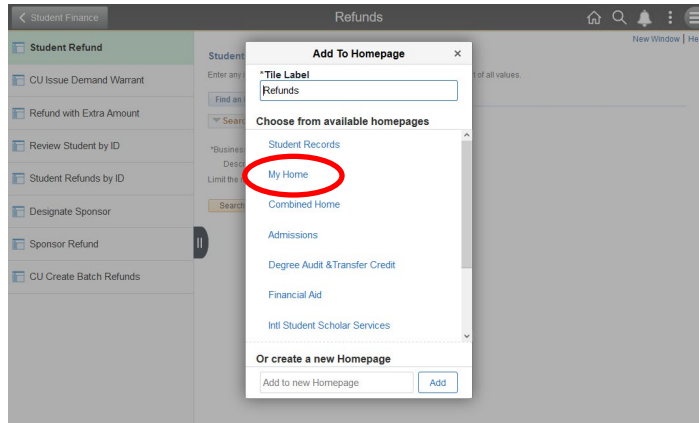 Student Finance
Refunds
New Window | He
Student Refund
CU Issue Demand Warrant
Refund with Extra Amount
Review Student by ID
Student Refunds by ID
Designate Sponsor
Sponsor Refund
CU Create Batch Refunds
Student
Enter any
t of all values.
Find an
Searc
*Busines
Descr
Limit the
Search
Add To Homepage
×
*Tile Label
Refunds
Choose from available homepages
Student Records
My Home
Combined Home
Admissions
Degree Audit &Transfer Credit
Financial Aid
Intl Student Scholar Services
Or create a new Homepage
Add to new Homepage
Add